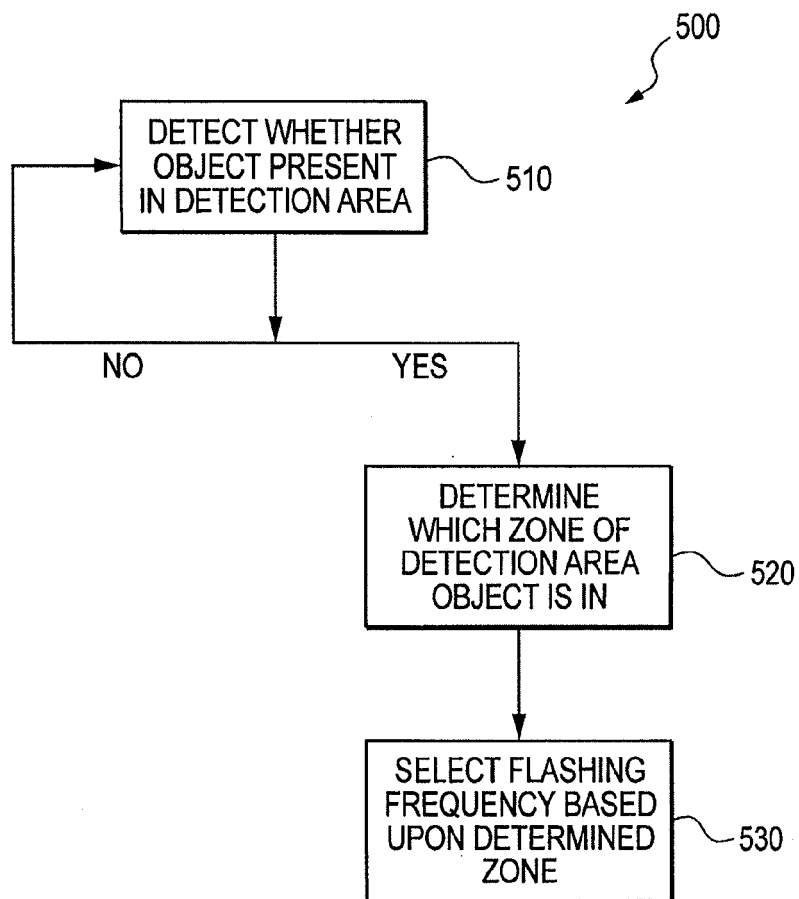 500
DETECT WHETHER
OBJECT PRESENT
IN DETECTION AREA
510
NO
YES
DETERMINE
WHICH ZONE OF
DETECTION AREA
OBJECT IS IN
520
SELECT FLASHING
FREQUENCY BASED
UPON DETERMINED
ZONE
530